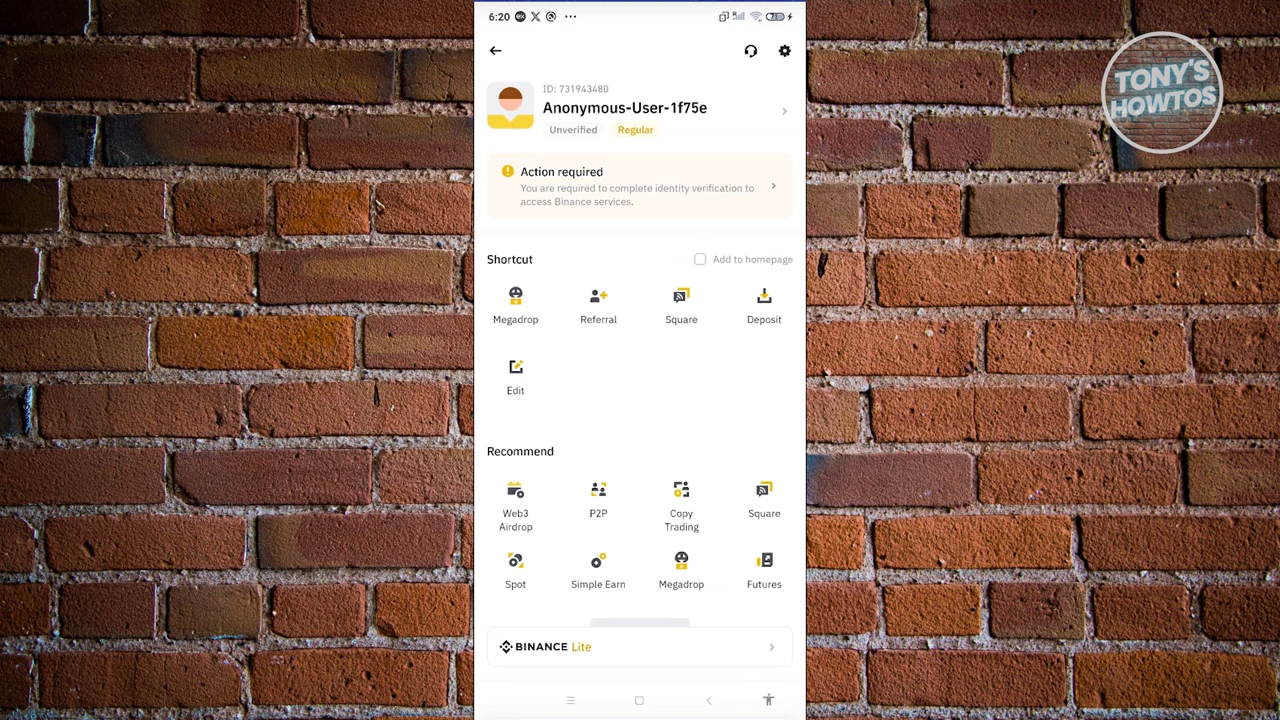 6:20
TONY'S
HOWTOS
ID: 731943480
Anonymous-User-1f75e
Unverified Regular
Action required
You are required to complete identity verification to
access Binance services.
Shortcut Add to homepage
Megadrop Referral Square Deposit
Edit
Recommend
Web3 P2P Copy Square
Airdrop Trading
Spot Simple Earn Megadrop Futures
BINANCE Lite